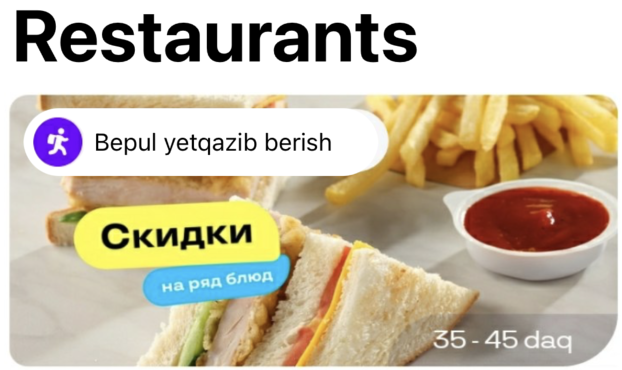 Restaurants
Bepul yetqazib berish
Скидки
на ряд блюд
35 - 45 daq